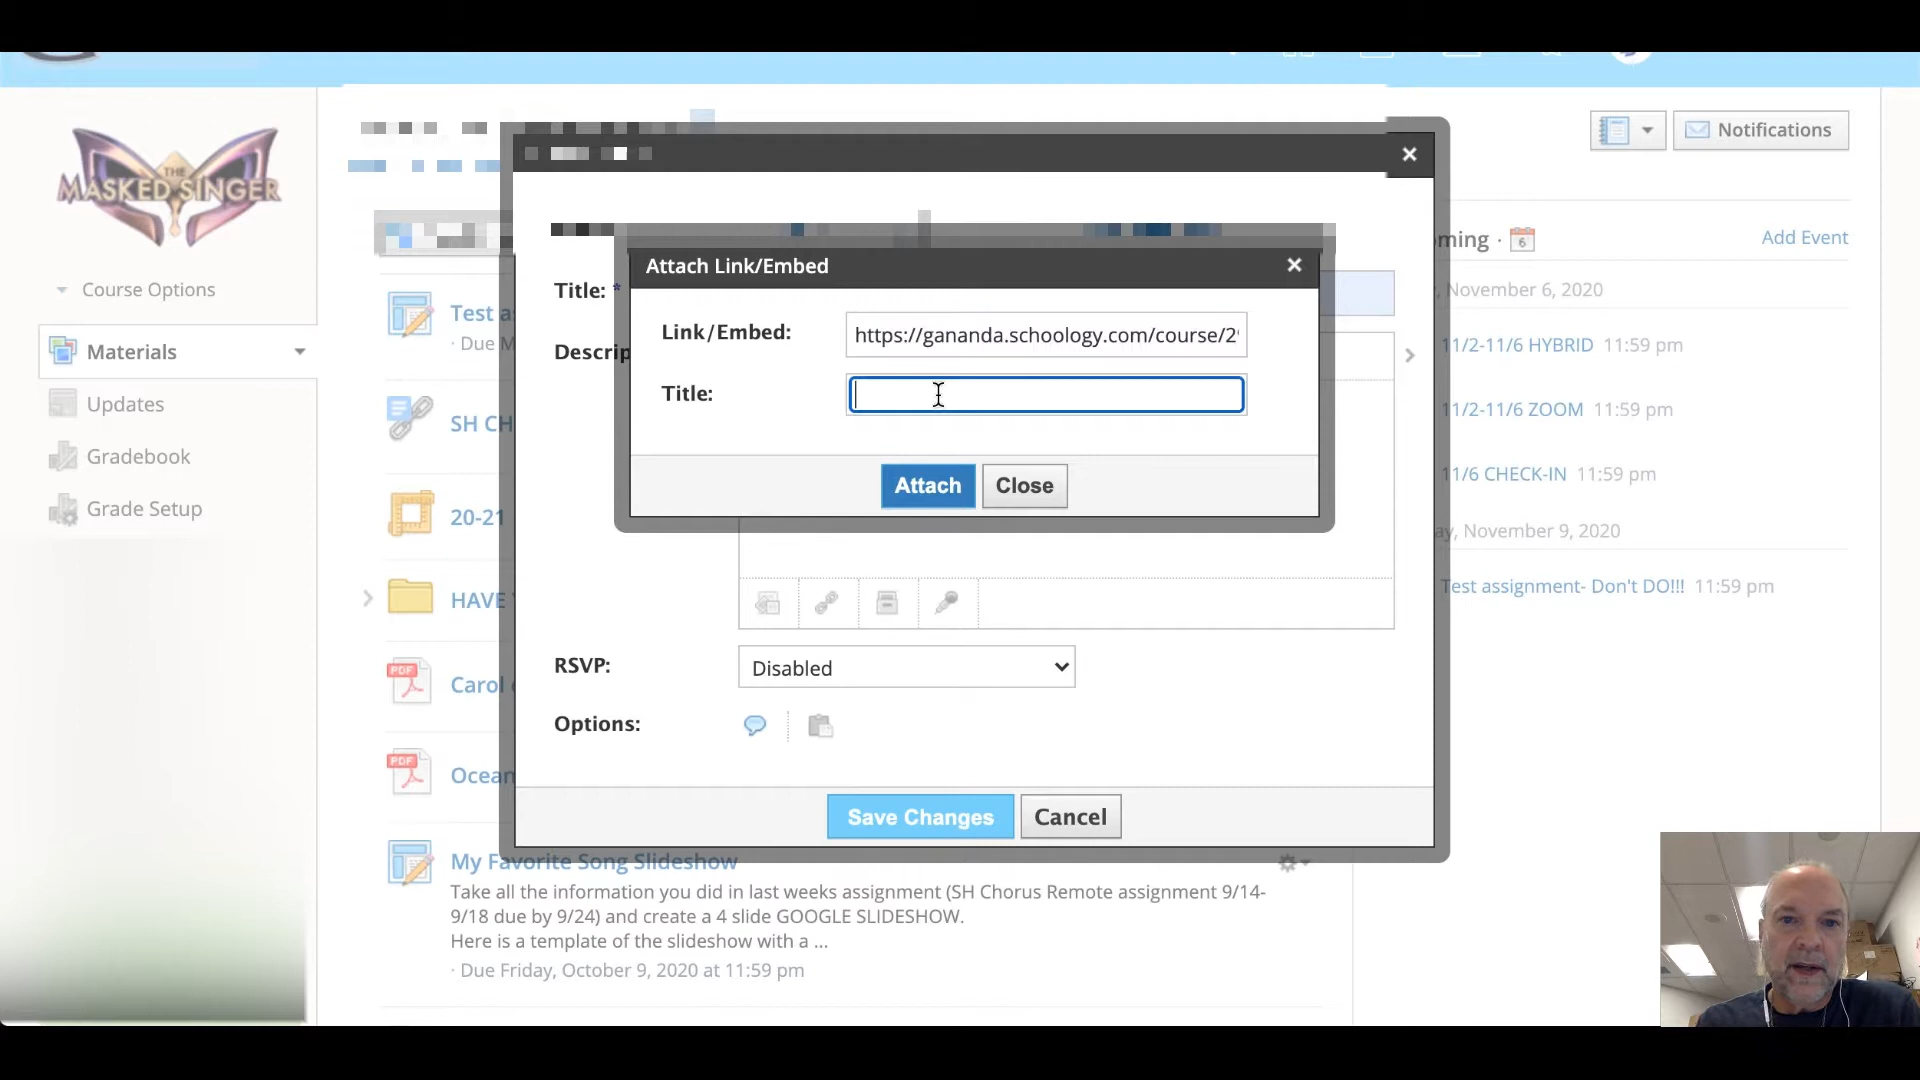 THE
MASKED SINGER
Course Options
Materials
Updates
Gradebook
Grade Setup
Notifications
6
Add Event
November 6, 2020
11/2-11/6 HYBRID 11:59 pm
11/2-11/6 ZOOM 11:59 pm
11/6 CHECK-IN 11:59 pm
November 9, 2020
Test assignment- Don't DO!!! 11:59 pm
Attach Link/Embed
Link/Embed:
https://gananda.schoology.com/course/2
Title:
Attach
Close
Title: *
RSVP:
Disabled
Options:
Save Changes
Cancel
Test
· Due
SH
20-21
HAVE
PDF
Carol
PDF
My Favorite Song Slideshow
Take all the information you did in last weeks assignment (SH Chorus Remote assignment 9/14-
9/18 due by 9/24) and create a 4 slide GOOGLE SLIDESHOW.
Here is a template of the slideshow with a ...
· Due Friday, October 9, 2020 at 11:59 pm